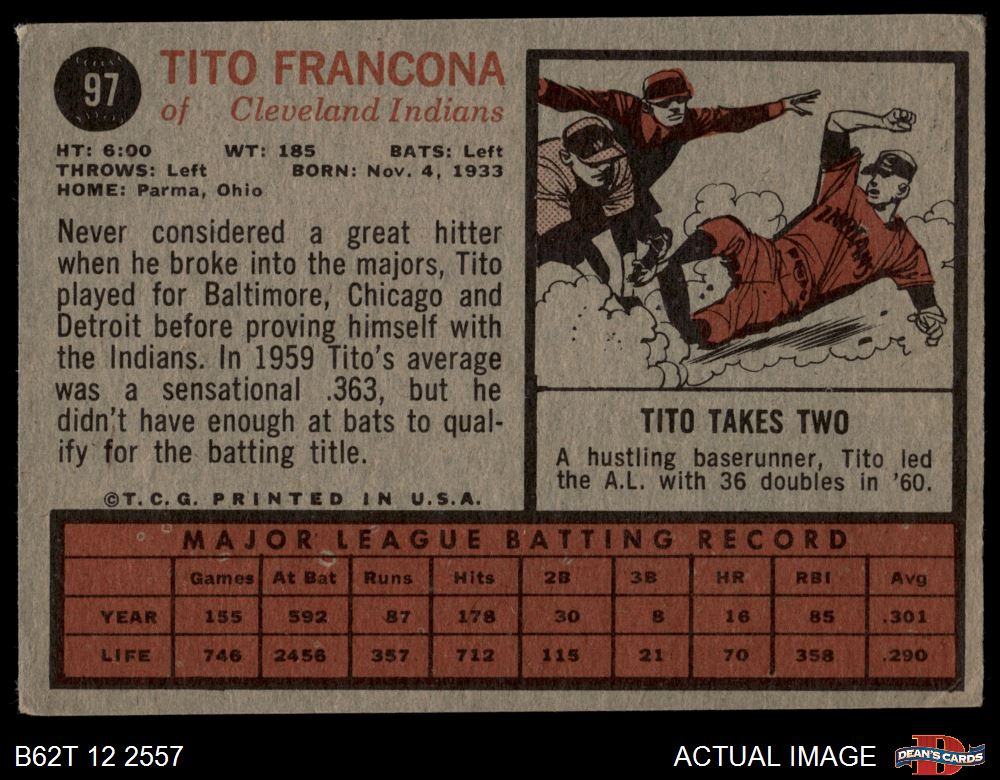 97
TITO FRANCONA
of Cleveland Indians
HT: 6:00 WT: 185 BATS: Left
THROWS: Left BORN: Nov. 4, 1933
HOME: Parma, Ohio
Never considered a great hitter
when he broke into the majors, Tito
played for Baltimore, Chicago and
Detroit before proving himself with
the Indians. In 1959 Tito's average
was a sensational .363, but he
didn't have enough at bats to qual-
ify for the batting title.
©T.C.G. PRINTED IN U.S.A.
INDIANS
TITO TAKES TWO
A hustling baserunner, Tito led
the A.L. with 36 doubles in '60.
MAJOR LEAGUE BATTING RECORD
Games At Bat Runs Hits 2B 3B HR RBI Avg
YEAR 155 592 87 178 30 8 16 85 .301
LIFE 746 2456 357 712 115 21 70 358 .290
B62T 12 2557
ACTUAL IMAGE
D
DEAN'S CARDS